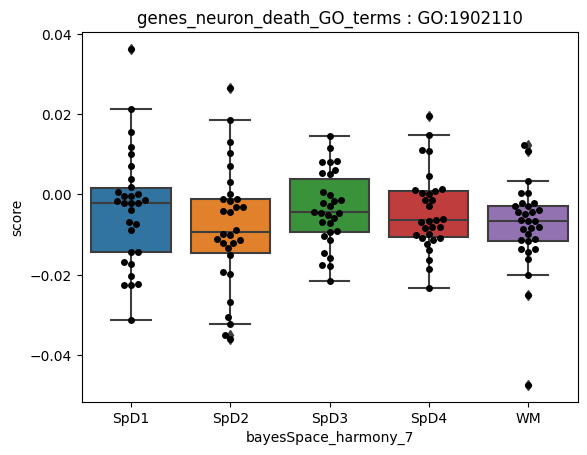 genes_neuron_death_GO_terms : GO:1902110
0.04
0.02
0.00
−0.02
−0.04
score
SpD1 SpD2 SpD3 SpD4 WM
bayesSpace_harmony_7